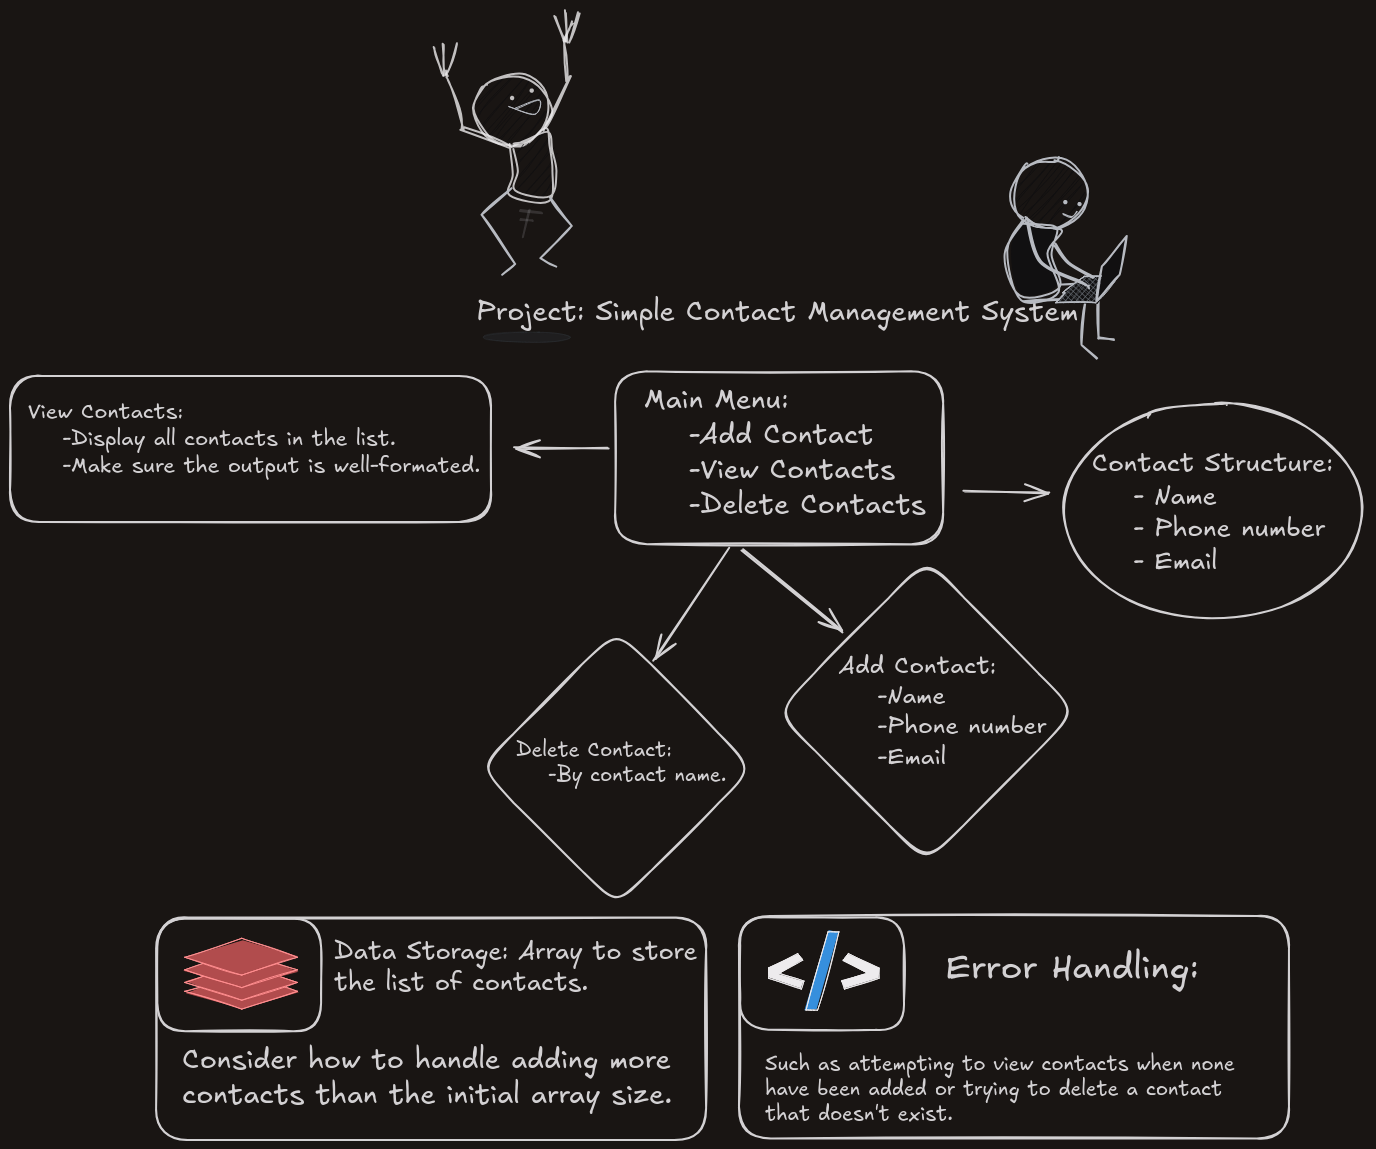 Project: Simple Contact Management System
View Contacts:
-Display all contacts in the list.
-Make sure the output is well-formated.
Main Menu:
-Add Contact
-View Contacts
-Delete Contacts
Contact Structure:
- Name
- Phone number
- Email
Delete Contact:
-By contact name.
Add Contact:
-Name
-Phone number
-Email
Data Storage: Array to store
the list of contacts.
Consider how to handle adding more
contacts than the initial array size.
</>
Error Handling:
Such as attempting to view contacts when none
have been added or trying to delete a contact
that doesn't exist.